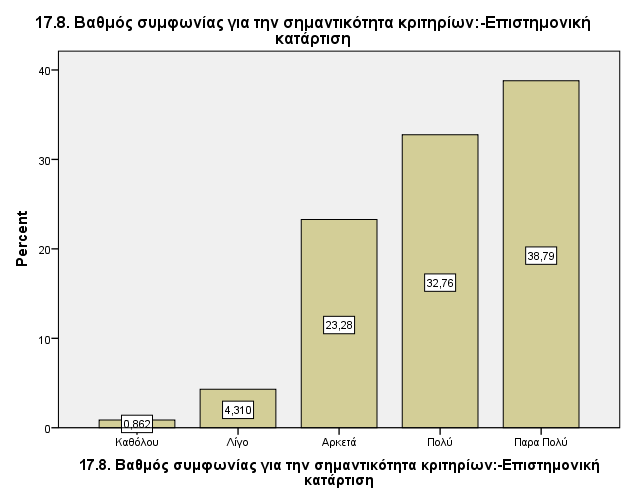 17.8. Βαθμός συμφωνίας για την σημαντικότητα κριτηρίων:-Επιστημονική
κατάρτιση
Percent
40
30
20
10
0
0,862
4,310
23,28
32,76
38,79
Καθόλου
Λίγο
Αρκετά
Πολύ
Παρα Πολύ
17.8. Βαθμός συμφωνίας για την σημαντικότητα κριτηρίων:-Επιστημονική
κατάρτιση